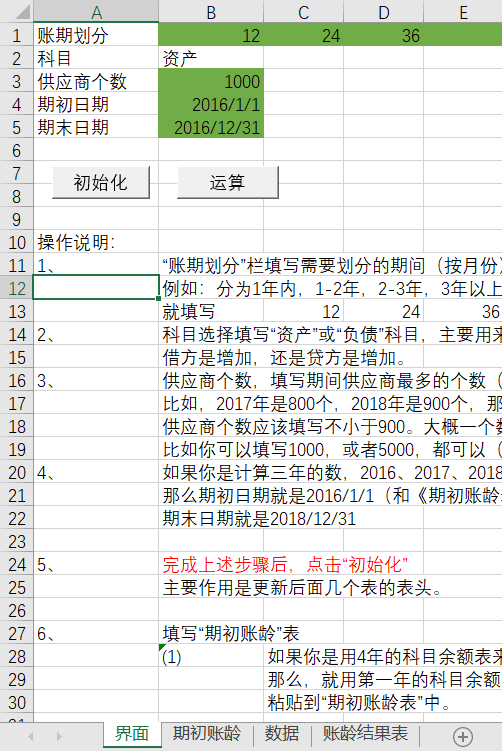 A B C D E
1 账期划分 12 24 36
2 科目 资产
3 供应商个数 1000
4 期初日期 2016/1/1
5 期末日期 2016/12/31
6
7
初始化 运算
8
9
10 操作说明：
11 1、 “账期划分”栏填写需要划分的期间（按月份）
12 例如：分为1年内，1-2年，2-3年，3年以上
13 就填写 12 24 36
14 2、 科目选择填写“资产”或“负债”科目，主要用来
15 借方是增加，还是贷方是增加。
16 3、 供应商个数，填写期间供应商最多的个数（
17 比如，2017年是800个，2018年是900个，那
18 供应商个数应该填写不小于900。大概一个数
19 比如你可以填写1000，或者5000，都可以（
20 4、 如果你是计算三年的数，2016、2017、2018
21 那么期初日期就是2016/1/1（和《期初账龄
22 期末日期就是2018/12/31
23
24 5、 完成上述步骤后，点击“初始化”
25 主要作用是更新后面几个表的表头。
26
27 6、 填写“期初账龄”表
28 (1) 如果你是用4年的科目余额表来
29 那么，就用第一年的科目余额
30 粘贴到“期初账龄表”中。
界面 期初账龄 数据 账龄结果表